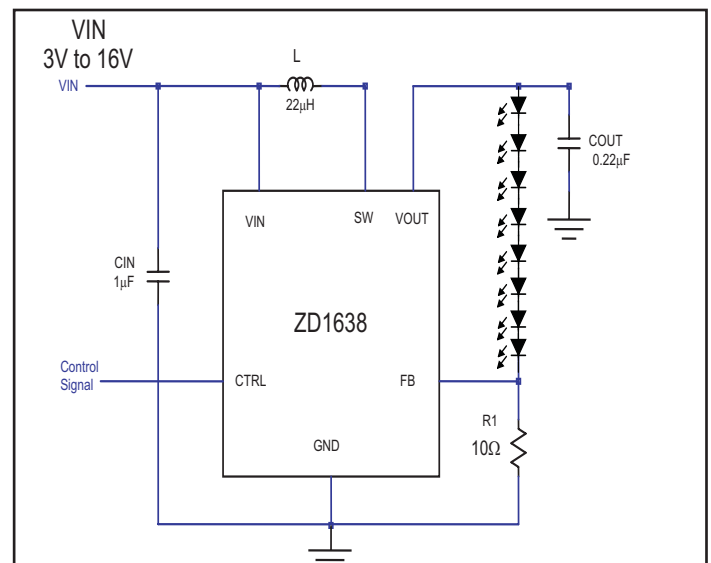 VIN
3V to 16V
VIN
L
22μH
COUT
0.22μF
VIN
SW
VOUT
CIN
1μF
ZD1638
Control
Signal
CTRL
FB
R1
10Ω
GND